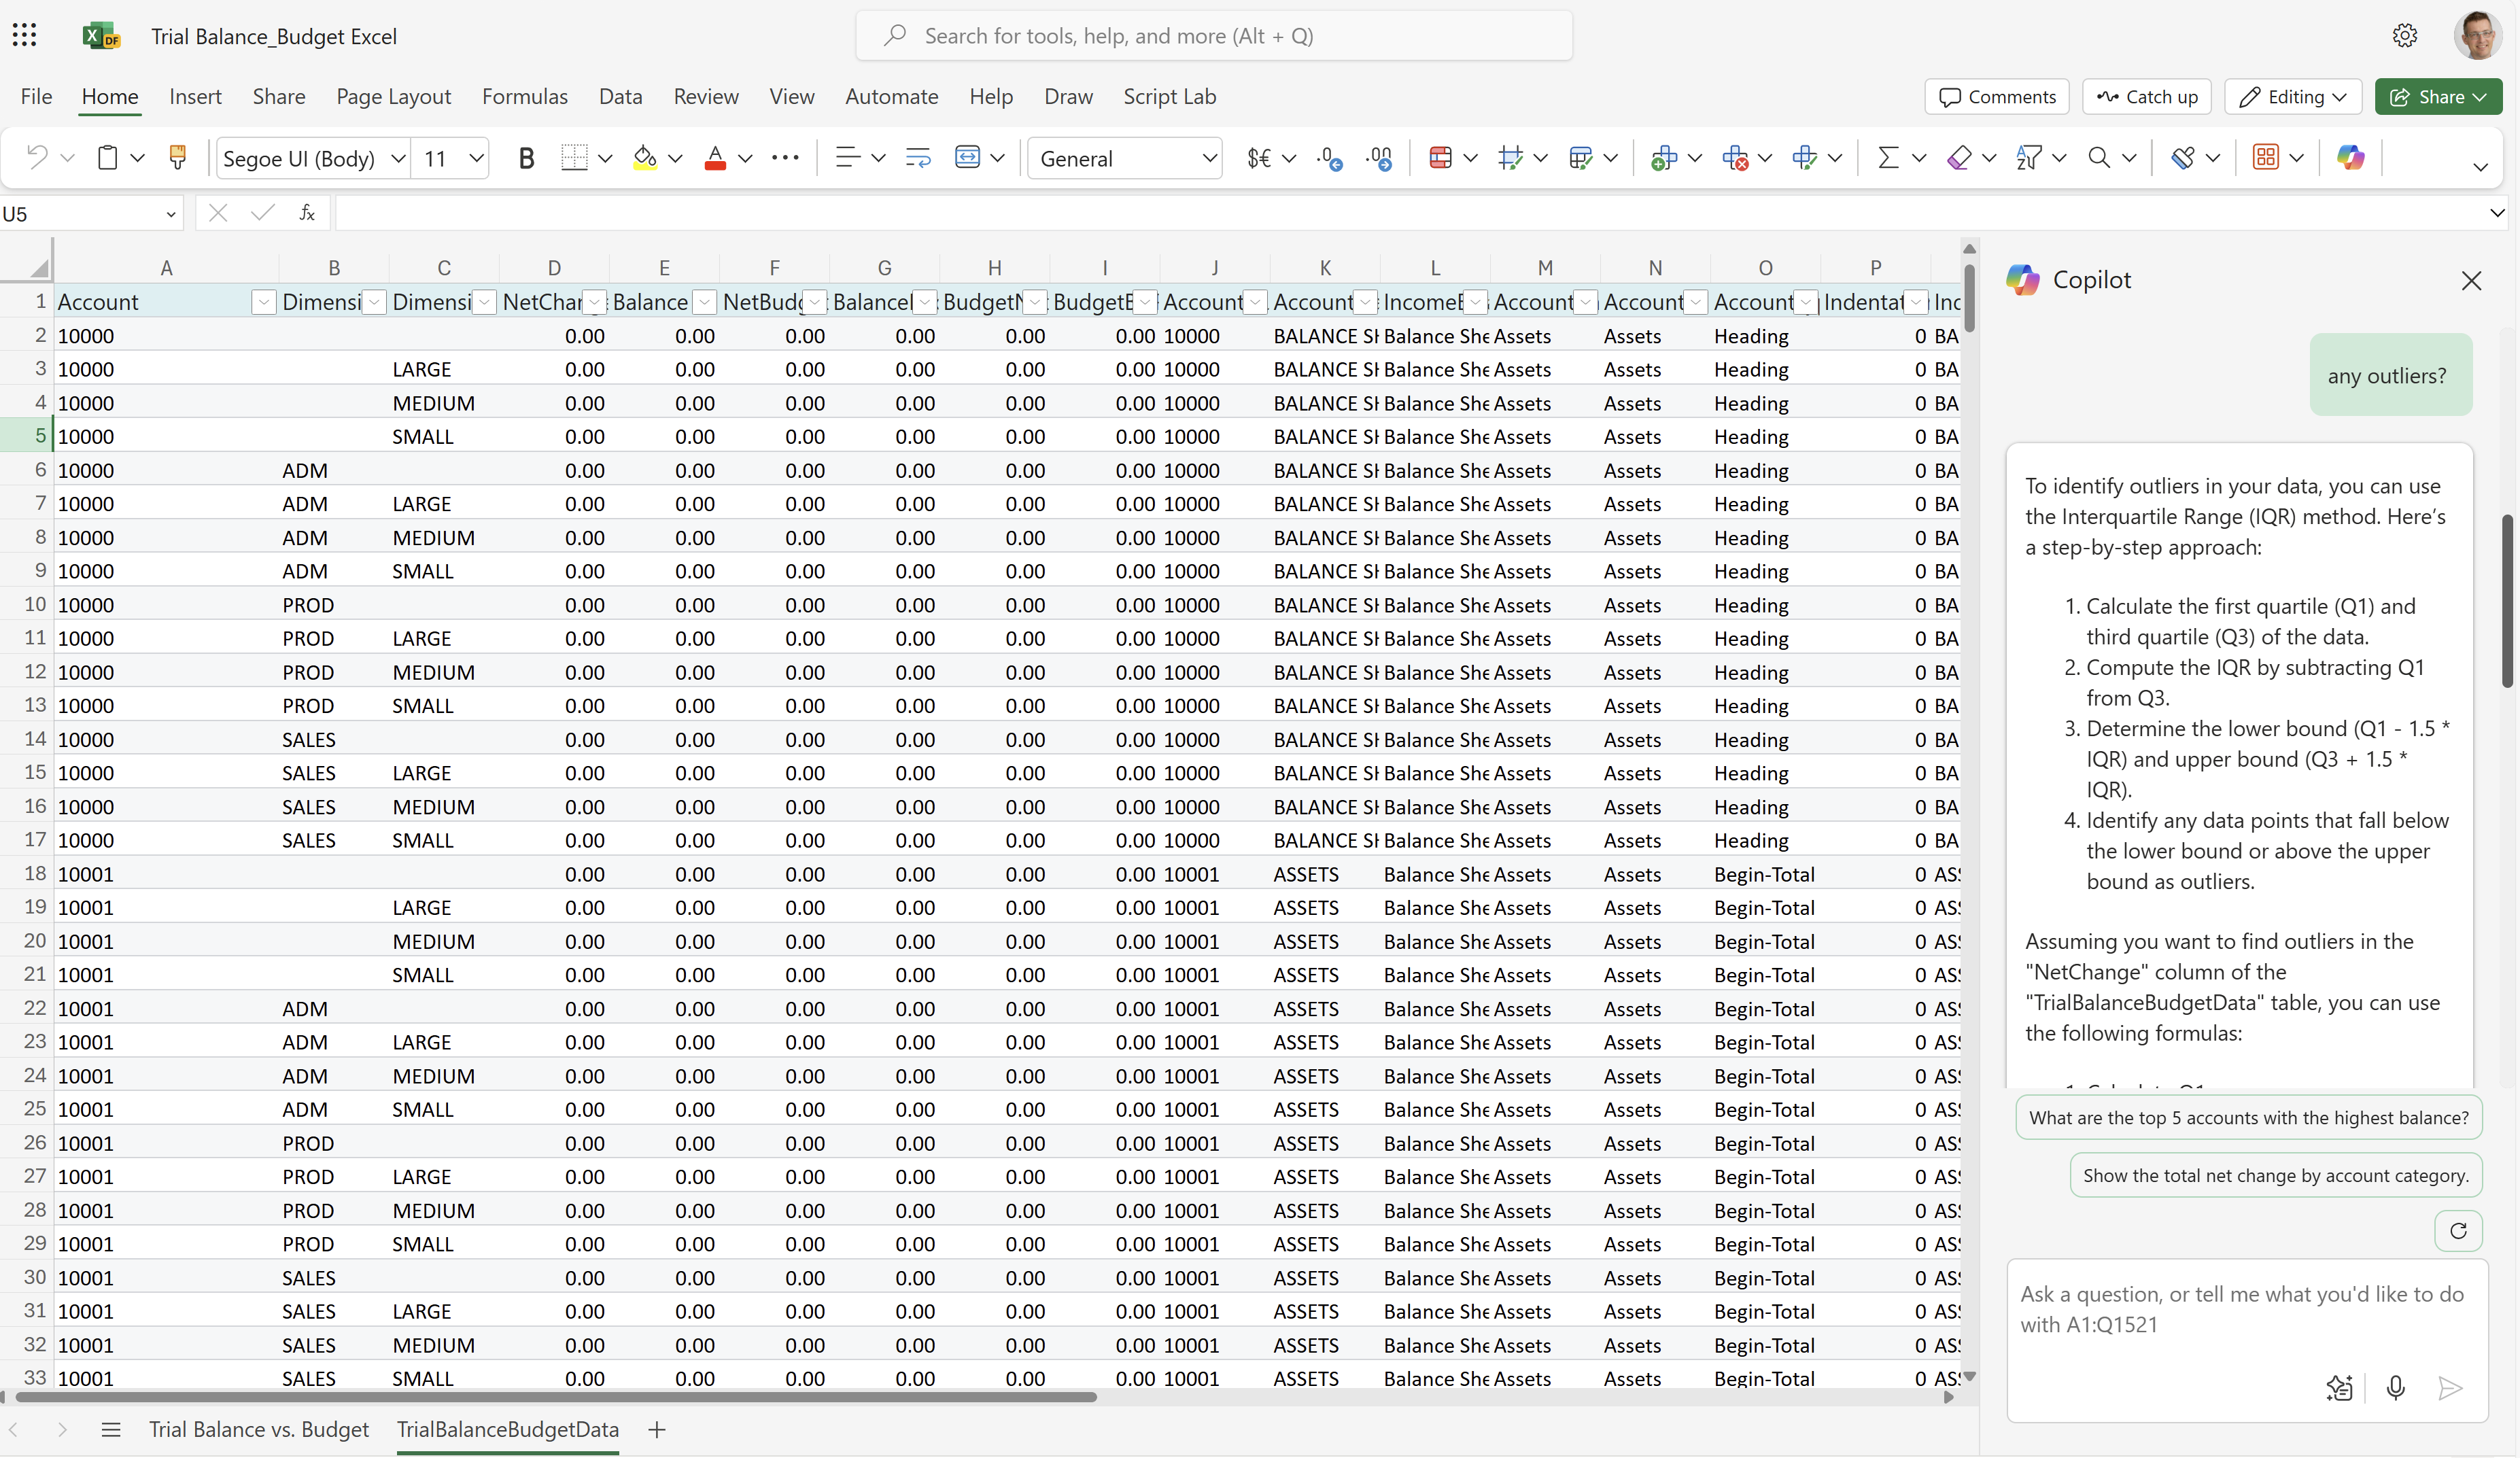 Trial Balance_Budget Excel
Search for tools, help, and more (Alt + Q)
File Home Insert Share Page Layout Formulas Data Review View Automate Help Draw Script Lab
Comments Catch up Editing Share
Segoe UI (Body) 11 B General
U5
A B C D E F G H I J K L M N O P
1 Account Dimensi Dimensi NetChan Balance NetBudg Balance BudgetN BudgetB Account Account IncomeB Account Account Account Indentat Inc
2 10000 0.00 0.00 0.00 0.00 0.00 0.00 10000 BALANCE SH Balance She Assets Assets Heading 0 BA
3 10000 LARGE 0.00 0.00 0.00 0.00 0.00 0.00 10000 BALANCE SH Balance She Assets Assets Heading 0 BA
4 10000 MEDIUM 0.00 0.00 0.00 0.00 0.00 0.00 10000 BALANCE SH Balance She Assets Assets Heading 0 BA
5 10000 SMALL 0.00 0.00 0.00 0.00 0.00 0.00 10000 BALANCE SH Balance She Assets Assets Heading 0 BA
6 10000 ADM 0.00 0.00 0.00 0.00 0.00 0.00 10000 BALANCE SH Balance She Assets Assets Heading 0 BA
7 10000 ADM LARGE 0.00 0.00 0.00 0.00 0.00 0.00 10000 BALANCE SH Balance She Assets Assets Heading 0 BA
8 10000 ADM MEDIUM 0.00 0.00 0.00 0.00 0.00 0.00 10000 BALANCE SH Balance She Assets Assets Heading 0 BA
9 10000 ADM SMALL 0.00 0.00 0.00 0.00 0.00 0.00 10000 BALANCE SH Balance She Assets Assets Heading 0 BA
10 10000 PROD 0.00 0.00 0.00 0.00 0.00 0.00 10000 BALANCE SH Balance She Assets Assets Heading 0 BA
11 10000 PROD LARGE 0.00 0.00 0.00 0.00 0.00 0.00 10000 BALANCE SH Balance She Assets Assets Heading 0 BA
12 10000 PROD MEDIUM 0.00 0.00 0.00 0.00 0.00 0.00 10000 BALANCE SH Balance She Assets Assets Heading 0 BA
13 10000 PROD SMALL 0.00 0.00 0.00 0.00 0.00 0.00 10000 BALANCE SH Balance She Assets Assets Heading 0 BA
14 10000 SALES 0.00 0.00 0.00 0.00 0.00 0.00 10000 BALANCE SH Balance She Assets Assets Heading 0 BA
15 10000 SALES LARGE 0.00 0.00 0.00 0.00 0.00 0.00 10000 BALANCE SH Balance She Assets Assets Heading 0 BA
16 10000 SALES MEDIUM 0.00 0.00 0.00 0.00 0.00 0.00 10000 BALANCE SH Balance She Assets Assets Heading 0 BA
17 10000 SALES SMALL 0.00 0.00 0.00 0.00 0.00 0.00 10000 BALANCE SH Balance She Assets Assets Heading 0 BA
18 10001 0.00 0.00 0.00 0.00 0.00 0.00 10001 ASSETS Balance She Assets Assets Begin-Total 0 ASS
19 10001 LARGE 0.00 0.00 0.00 0.00 0.00 0.00 10001 ASSETS Balance She Assets Assets Begin-Total 0 ASS
20 10001 MEDIUM 0.00 0.00 0.00 0.00 0.00 0.00 10001 ASSETS Balance She Assets Assets Begin-Total 0 ASS
21 10001 SMALL 0.00 0.00 0.00 0.00 0.00 0.00 10001 ASSETS Balance She Assets Assets Begin-Total 0 ASS
22 10001 ADM 0.00 0.00 0.00 0.00 0.00 0.00 10001 ASSETS Balance She Assets Assets Begin-Total 0 ASS
23 10001 ADM LARGE 0.00 0.00 0.00 0.00 0.00 0.00 10001 ASSETS Balance She Assets Assets Begin-Total 0 ASS
24 10001 ADM MEDIUM 0.00 0.00 0.00 0.00 0.00 0.00 10001 ASSETS Balance She Assets Assets Begin-Total 0 ASS
25 10001 ADM SMALL 0.00 0.00 0.00 0.00 0.00 0.00 10001 ASSETS Balance She Assets Assets Begin-Total 0 ASS
26 10001 PROD 0.00 0.00 0.00 0.00 0.00 0.00 10001 ASSETS Balance She Assets Assets Begin-Total 0 ASS
27 10001 PROD LARGE 0.00 0.00 0.00 0.00 0.00 0.00 10001 ASSETS Balance She Assets Assets Begin-Total 0 ASS
28 10001 PROD MEDIUM 0.00 0.00 0.00 0.00 0.00 0.00 10001 ASSETS Balance She Assets Assets Begin-Total 0 ASS
29 10001 PROD SMALL 0.00 0.00 0.00 0.00 0.00 0.00 10001 ASSETS Balance She Assets Assets Begin-Total 0 ASS
30 10001 SALES 0.00 0.00 0.00 0.00 0.00 0.00 10001 ASSETS Balance She Assets Assets Begin-Total 0 ASS
31 10001 SALES LARGE 0.00 0.00 0.00 0.00 0.00 0.00 10001 ASSETS Balance She Assets Assets Begin-Total 0 ASS
32 10001 SALES MEDIUM 0.00 0.00 0.00 0.00 0.00 0.00 10001 ASSETS Balance She Assets Assets Begin-Total 0 ASS
33 10001 SALES SMALL 0.00 0.00 0.00 0.00 0.00 0.00 10001 ASSETS Balance She Assets Assets Begin-Total 0 ASS
Trial Balance vs. Budget TrialBalanceBudgetData
Copilot
any outliers?
To identify outliers in your data, you can use
the Interquartile Range (IQR) method. Here’s
a step-by-step approach:
1. Calculate the first quartile (Q1) and
third quartile (Q3) of the data.
2. Compute the IQR by subtracting Q1
from Q3.
3. Determine the lower bound (Q1 - 1.5 *
IQR) and upper bound (Q3 + 1.5 *
IQR).
4. Identify any data points that fall below
the lower bound or above the upper
bound as outliers.
Assuming you want to find outliers in the
"NetChange" column of the
"TrialBalanceBudgetData" table, you can use
the following formulas:
What are the top 5 accounts with the highest balance?
Show the total net change by account category.
Ask a question, or tell me what you'd like to do
with A1:Q1521